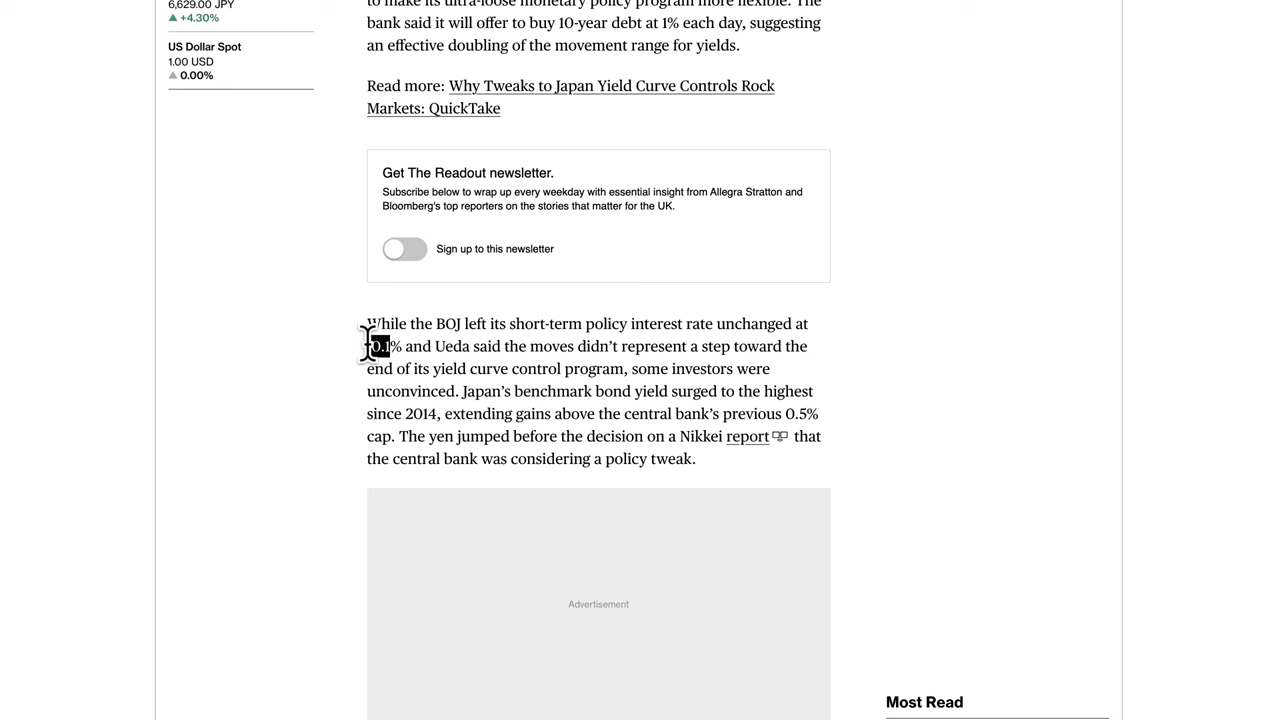 6,629.00 JPY
▲ +4.30%
US Dollar Spot
1.00 USD
▲ 0.00%
to make its ultra-loose monetary policy program more flexible. The
bank said it will offer to buy 10-year debt at 1% each day, suggesting
an effective doubling of the movement range for yields.
Read more: Why Tweaks to Japan Yield Curve Controls Rock
Markets: QuickTake
Get The Readout newsletter.
Subscribe below to wrap up every weekday with essential insight from Allegra Stratton and
Bloomberg's top reporters on the stories that matter for the UK.
Sign up to this newsletter
While the BOJ left its short-term policy interest rate unchanged at
0.1% and Ueda said the moves didn’t represent a step toward the
end of its yield curve control program, some investors were
unconvinced. Japan’s benchmark bond yield surged to the highest
since 2014, extending gains above the central bank’s previous 0.5%
cap. The yen jumped before the decision on a Nikkei report that
the central bank was considering a policy tweak.
Advertisement
Most Read